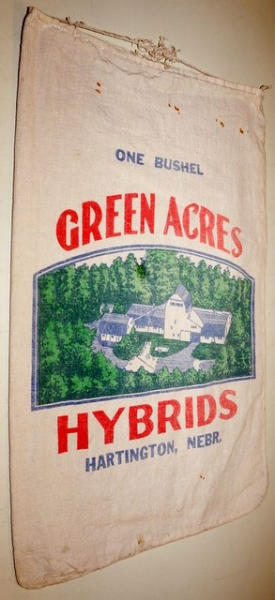 ONE BUSHEL
GREEN ACRES
HYBRIDS
HARTINGTON, NEBR.